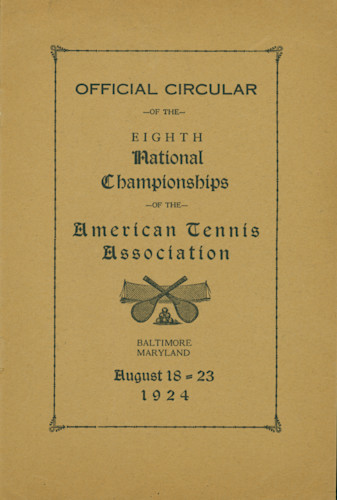 OFFICIAL CIRCULAR
—OF THE—
EIGHTH
National
Championships
—OF THE—
American Tennis
Association
BALTIMORE
MARYLAND
August 18 = 23
1924